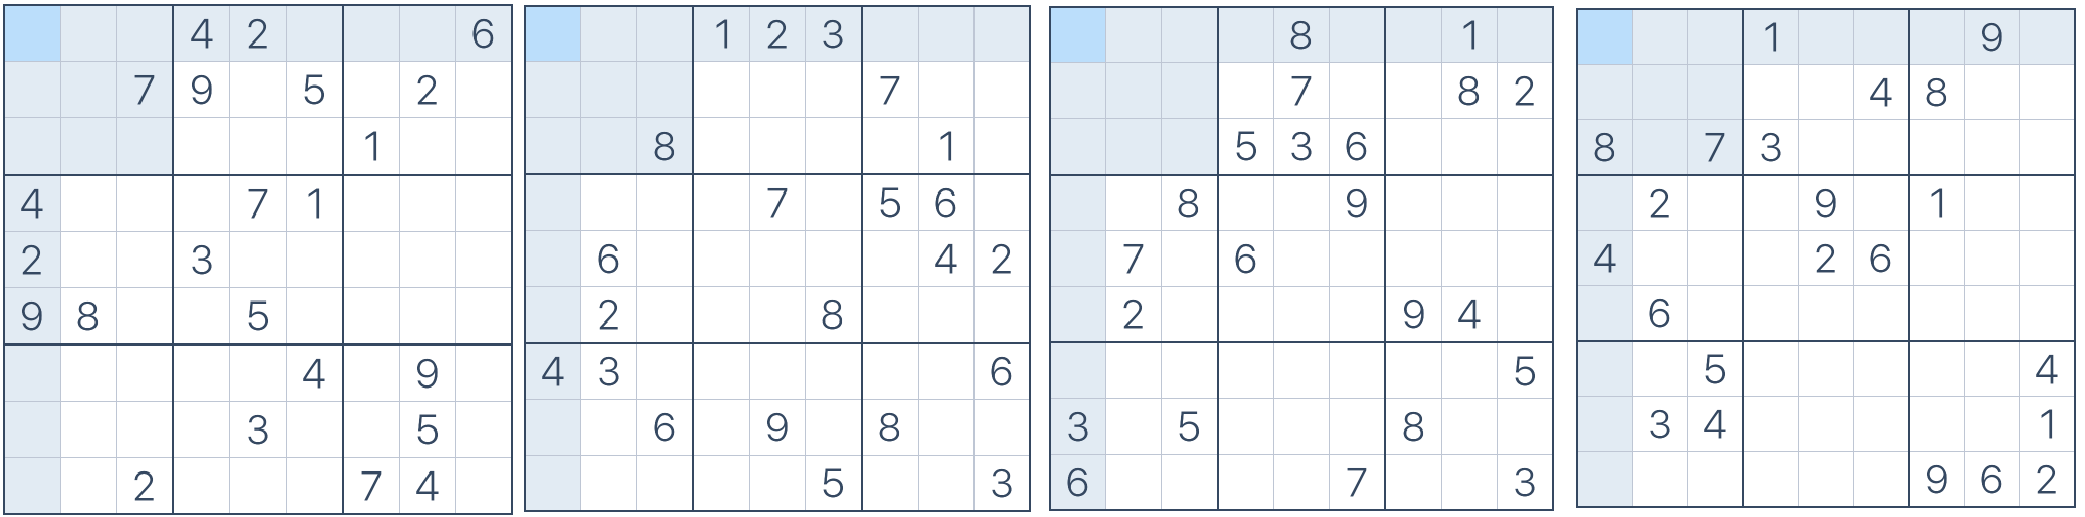 4 2 6 1 2 3 8 1 1 9
7 9 5 2 7 7 8 2 4 8
1 8 1 5 3 6 8 7 3
4 7 1 7 5 6 8 9 2 9 1
2 3 6 4 2 7 6 4 2 6
9 8 5 2 8 2 9 4 6
4 9 4 3 6 5 5 4
3 5 6 9 8 3 5 8 3 4 1
2 7 4 5 3 6 7 3 9 6 2